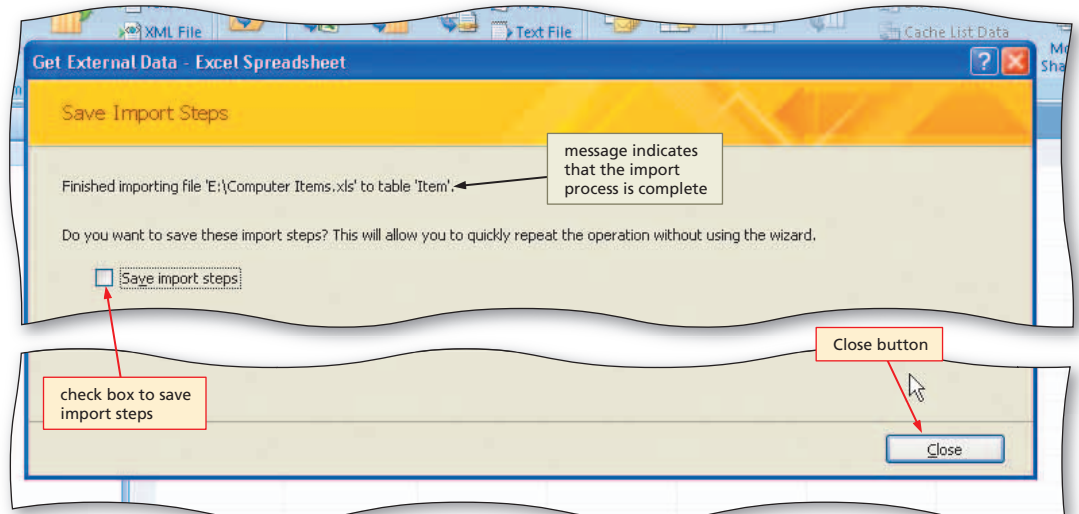 XML File
Text File
Cache List Data
Get External Data - Excel Spreadsheet
Save Import Steps
message indicates
that the import
process is complete
Finished importing file 'E:\Computer Items.xls' to table 'Item'.
Do you want to save these import steps? This will allow you to quickly repeat the operation without using the wizard.
Save import steps
Close button
check box to save
import steps
Close